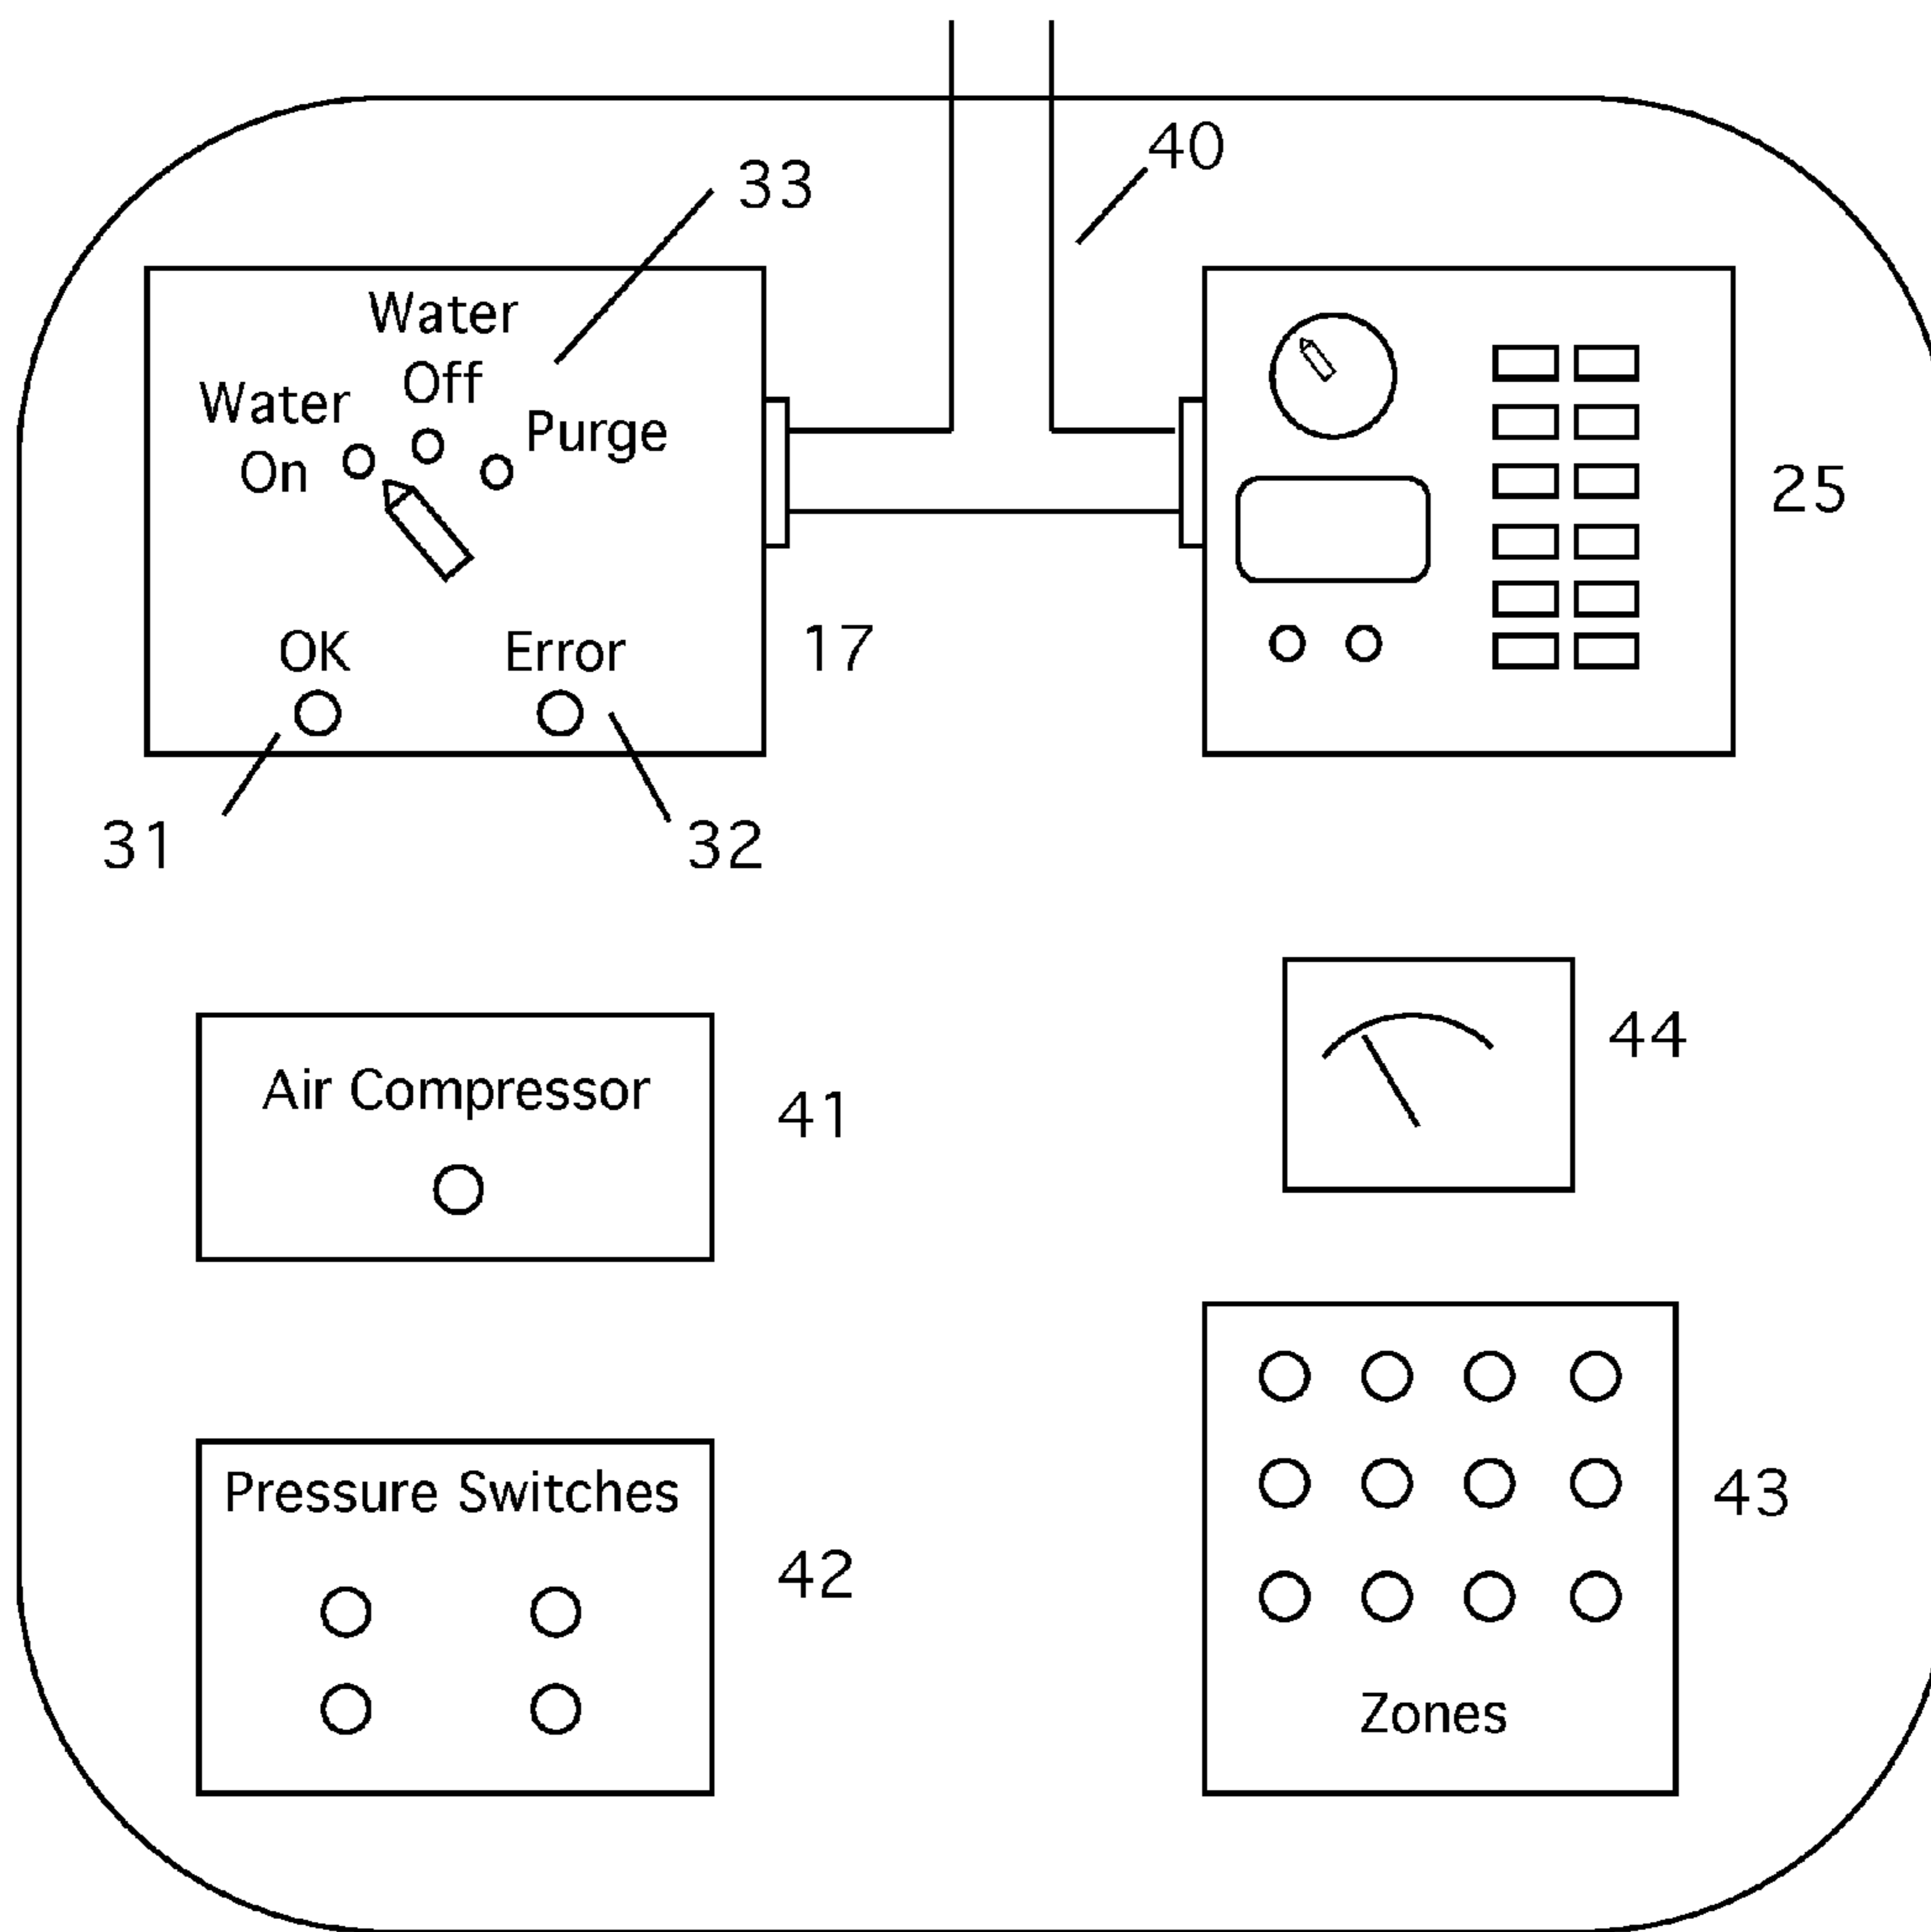 40
33
Water
Off
Water
On
Purge
25
OK
Error
17
31
32
44
Air Compressor
41
Pressure Switches
43
42
Zones